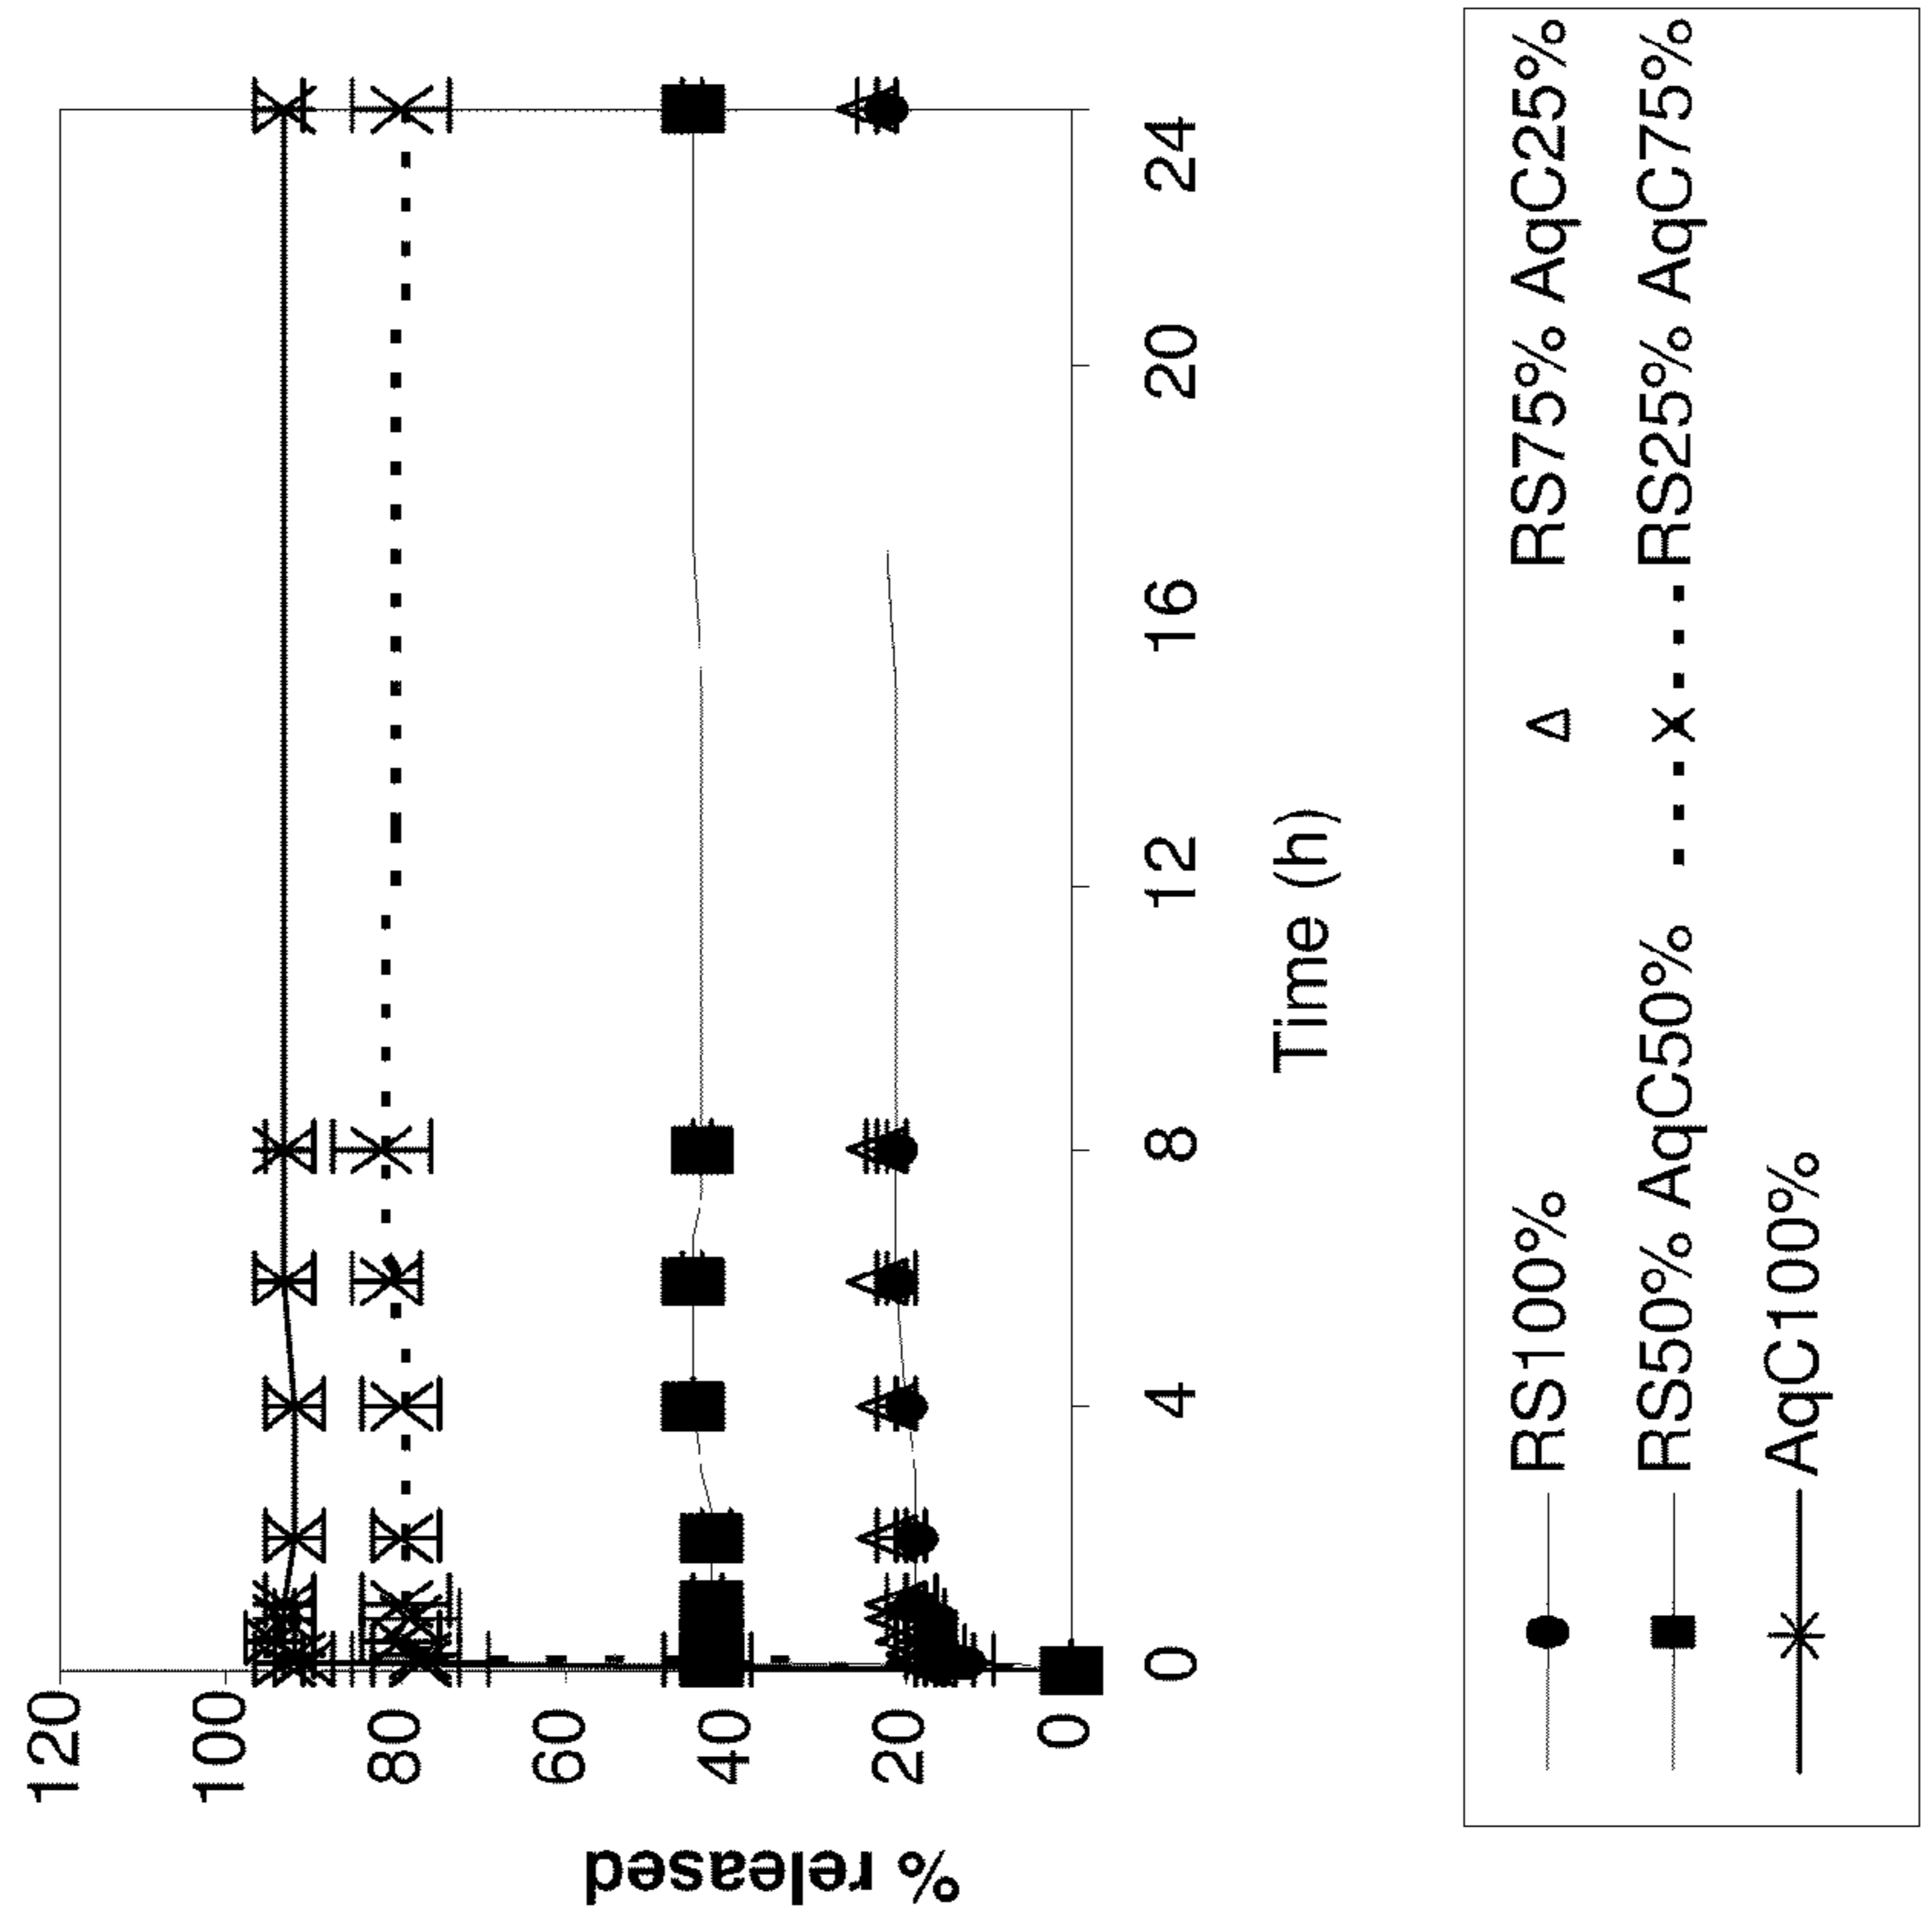 120
100
80
60
40
20
0
% released
0 4 8 12 16 20 24
Time (h)
RS100% RS75% AqC25%
RS50% AqC50% RS25% AqC75%
AqC100%